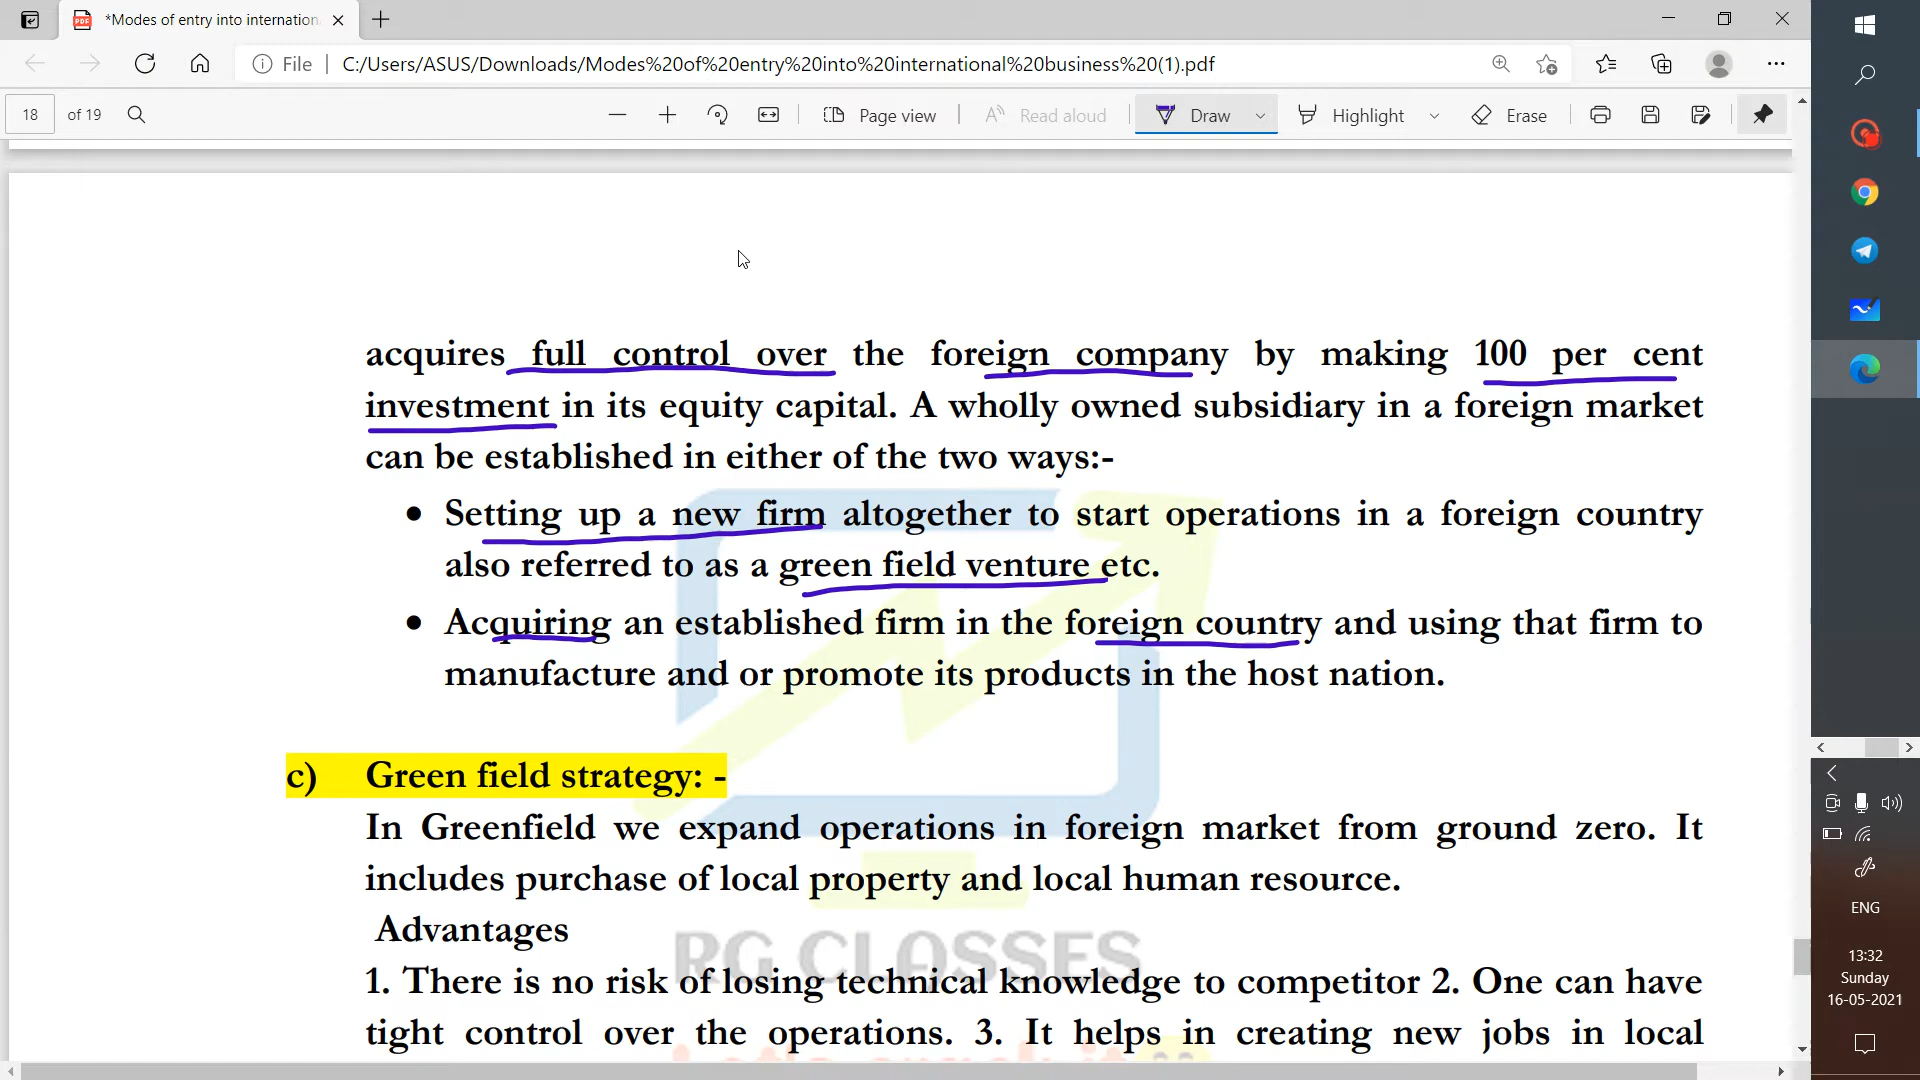 *Modes of entry into internation
File
C:/Users/ASUS/Downloads/Modes%20of%20entry%20into%20international%20business%20(1).pdf
18 of 19
Page view
Read aloud
Draw
Highlight
Erase
acquires full control over the foreign company by making 100 per cent
investment in its equity capital. A wholly owned subsidiary in a foreign market
can be established in either of the two ways:-
• Setting up a new firm altogether to start operations in a foreign country
also referred to as a green field venture etc.
• Acquiring an established firm in the foreign country and using that firm to
manufacture and or promote its products in the host nation.
c) Green field strategy: -
In Greenfield we expand operations in foreign market from ground zero. It
includes purchase of local property and local human resource.
Advantages
RG CLASSES
1. There is no risk of losing technical knowledge to competitor 2. One can have
tight control over the operations. 3. It helps in creating new jobs in local
ENG
13:32
Sunday
16-05-2021